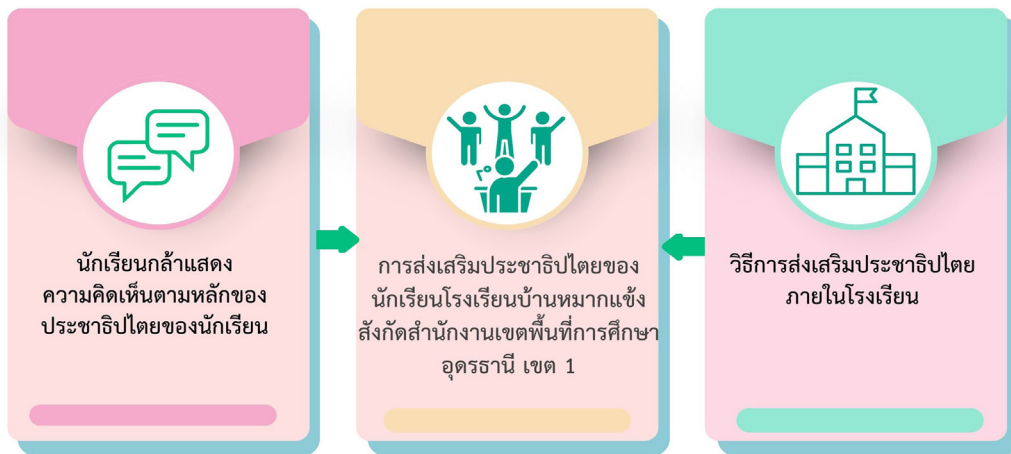 นักเรียนกล้าแสดง
ความคิดเห็นตามหลักของ
ประชาธิปไตยของนักเรียน
การส่งเสริมประชาธิปไตยของ
นักเรียนโรงเรียนบ้านหมากแข้ง
สังกัดสำนักงานเขตพื้นที่การศึกษา
อุดรธานี เขต 1
วิธีการส่งเสริมประชาธิปไตย
ภายในโรงเรียน